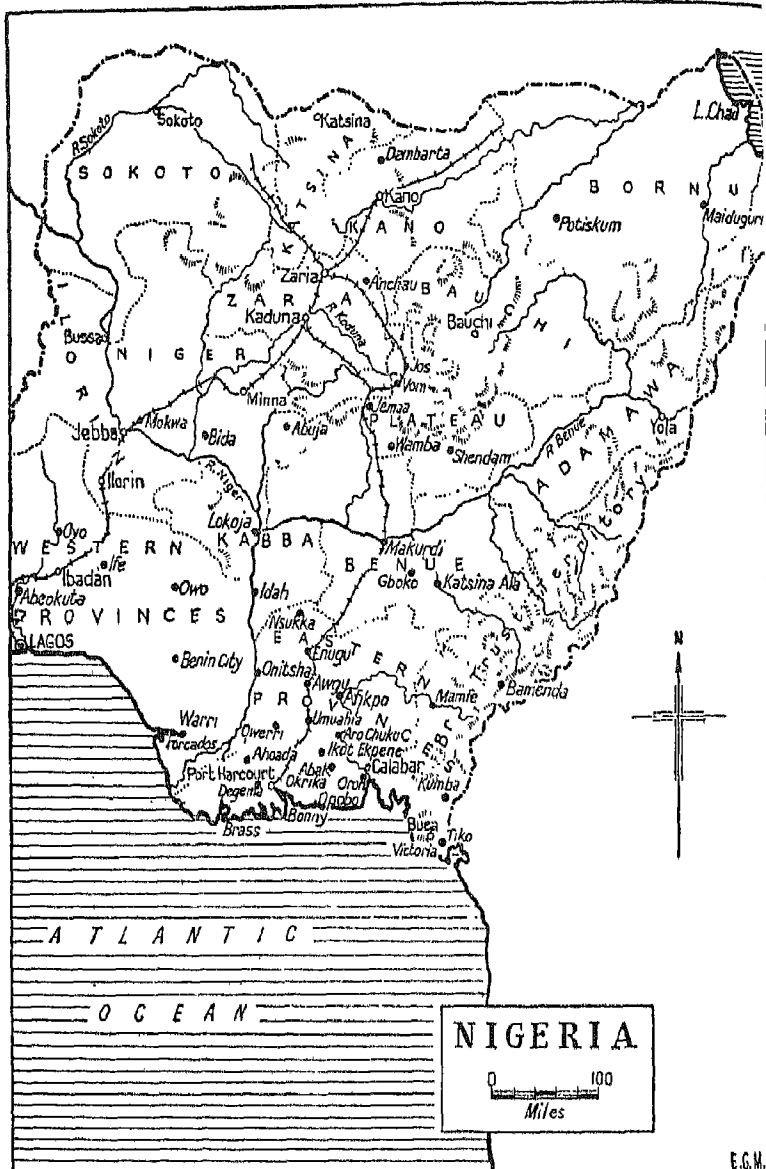 L. Chad
Katsina
Sokoto
R. Sokoto
KATSINA
Dambarta
SOKOTO
BORNU
Kano
Maiduguri
Potiskum
KANO
Zaria
Anchau
BAUCHI
ZARIA
Kaduna
R. Kaduna
Bauchi
Bussa
ILORIN
NIGER
Jos
Vom
ADAMAWA
Minna
Jemaa
PLATEAU
Mokwa
Jebba
Bida
Abuja
Yola
R. Benue
Wamba
Shendam
Ilorin
R. Niger
Oyo
Lokoja
WESTERN
KABBA
Makurdi
Ife
BENUE
Ibadan
Gboko
Katsina Ala
Abeokuta
Owo
Idah
PROVINCES
Nsukka
EASTERN
LAGOS
Enugu
Benin City
Onitsha
Trust Territory
N
Awgu
Bamenda
Afikpo
Mamfe
PROVINCES
Umuahia
Warri
Owerri
Aro Chuku
Forcados
Ikot Ekpene
Ahoada
Abak
Calabar
Port Harcourt
Okrika
Oron
Degema
Opobo
Kumba
Bonny
Brass
Buea
Tiko
Victoria
ATLANTIC
OCEAN
NIGERIA
0 100
Miles
E.G.M.